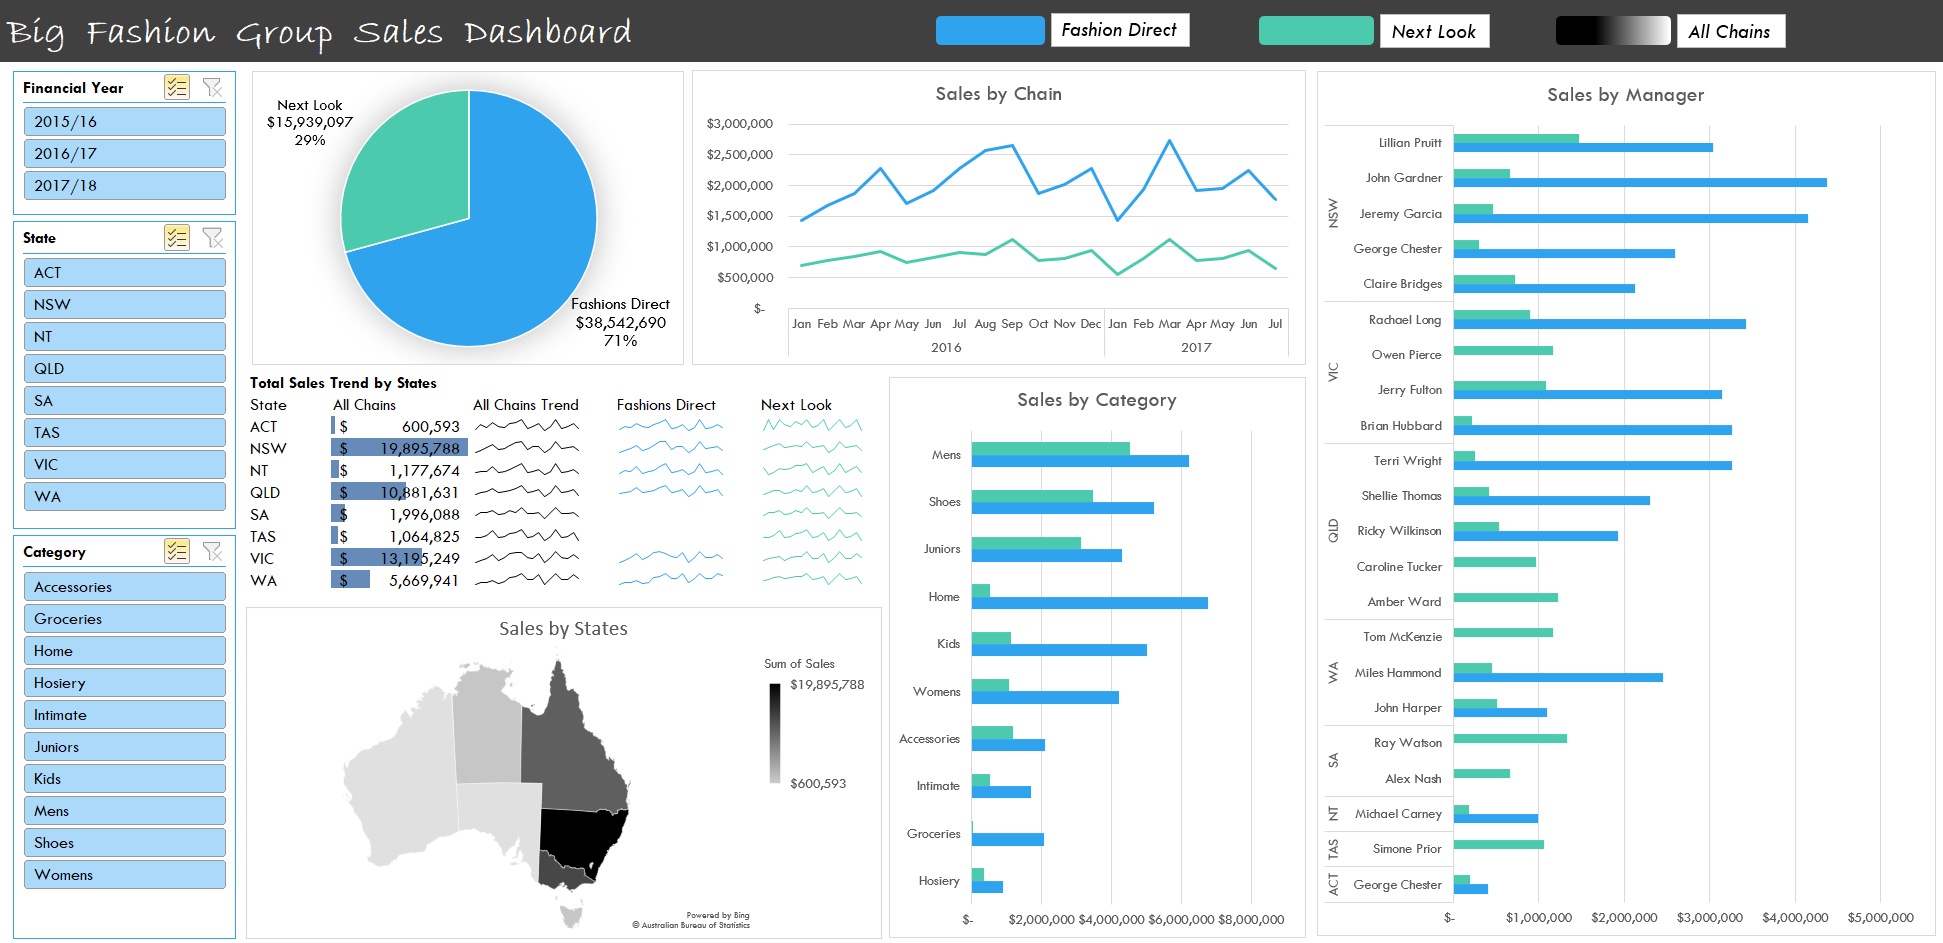 Big Fashion Group Sales Dashboard
Fashion Direct
Next Look
All Chains
Financial Year
2015/16
2016/17
2017/18
State
ACT
NSW
NT
QLD
SA
TAS
VIC
WA
Category
Accessories
Groceries
Home
Hosiery
Intimate
Juniors
Kids
Mens
Shoes
Womens
Next Look
$15,939,097
29%
Fashions Direct
$38,542,690
71%
Sales by Chain
$3,000,000
$2,500,000
$2,000,000
$1,500,000
$1,000,000
$500,000
$-
Jan Feb Mar Apr May Jun Jul Aug Sep Oct Nov Dec Jan Feb Mar Apr May Jun Jul
2016 2017
Total Sales Trend by States
State All Chains All Chains Trend Fashions Direct Next Look
ACT $ 600,593
NSW $ 19,895,788
NT $ 1,177,674
QLD $ 10,881,631
SA $ 1,996,088
TAS $ 1,064,825
VIC $ 13,195,249
WA $ 5,669,941
Sales by States
Sum of Sales
$19,895,788
$600,593
Powered by Bing
© Australian Bureau of Statistics
Sales by Category
Mens
Shoes
Juniors
Home
Kids
Womens
Accessories
Intimate
Groceries
Hosiery
$- $2,000,000 $4,000,000 $6,000,000 $8,000,000
Sales by Manager
NSW
Lillian Pruitt
John Gardner
Jeremy Garcia
George Chester
Claire Bridges
VIC
Rachael Long
Owen Pierce
Jerry Fulton
Brian Hubbard
QLD
Terri Wright
Shellie Thomas
Ricky Wilkinson
Caroline Tucker
Amber Ward
WA
Tom McKenzie
Miles Hammond
John Harper
SA
Ray Watson
Alex Nash
NT
Michael Carney
TAS
Simone Prior
ACT
George Chester
$- $1,000,000 $2,000,000 $3,000,000 $4,000,000 $5,000,000